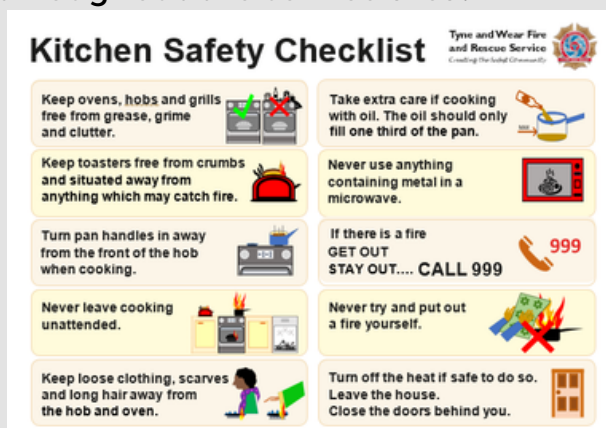 Kitchen Safety Checklist
Tyne and Wear Fire
and Rescue Service
Creating the Safest Community
Keep ovens, hobs and grills
free from grease, grime
and clutter.
Take extra care if cooking
with oil. The oil should only
fill one third of the pan.
Keep toasters free from crumbs
and situated away from
anything which may catch fire.
Never use anything
containing metal in a
microwave.
Turn pan handles in away
from the front of the hob
when cooking.
If there is a fire
GET OUT
STAY OUT.... CALL 999
999
Never leave cooking
unattended.
Never try and put out
a fire yourself.
Keep loose clothing, scarves
and long hair away from
the hob and oven.
Turn off the heat if safe to do so.
Leave the house.
Close the doors behind you.